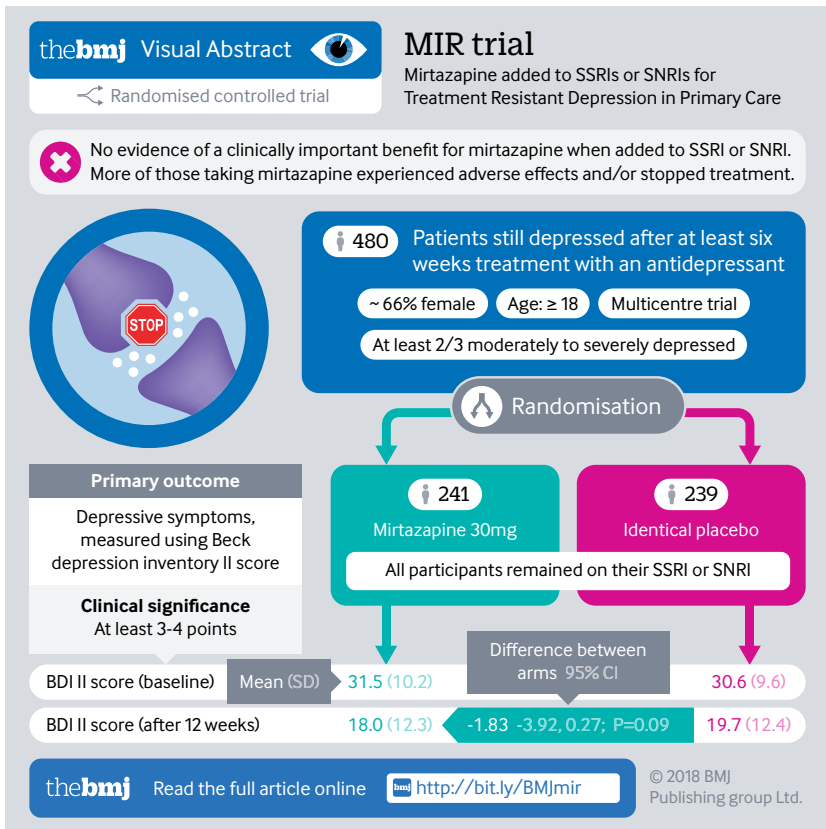 thebmj Visual Abstract
Randomised controlled trial
MIR trial
Mirtazapine added to SSRIs or SNRIs for
Treatment Resistant Depression in Primary Care
No evidence of a clinically important benefit for mirtazapine when added to SSRI or SNRI.
More of those taking mirtazapine experienced adverse effects and/or stopped treatment.
STOP
480 Patients still depressed after at least six
weeks treatment with an antidepressant
~ 66% female Age: ≥ 18 Multicentre trial
At least 2/3 moderately to severely depressed
Randomisation
Primary outcome
Depressive symptoms,
measured using Beck
depression inventory II score
Clinical significance
At least 3-4 points
241
Mirtazapine 30mg
239
Identical placebo
All participants remained on their SSRI or SNRI
Difference between
arms 95% CI
BDI II score (baseline) Mean (SD) 31.5 (10.2) 30.6 (9.6)
BDI II score (after 12 weeks) 18.0 (12.3) -1.83 -3.92, 0.27; P=0.09 19.7 (12.4)
thebmj Read the full article online bmj http://bit.ly/BMJmir
© 2018 BMJ
Publishing group Ltd.